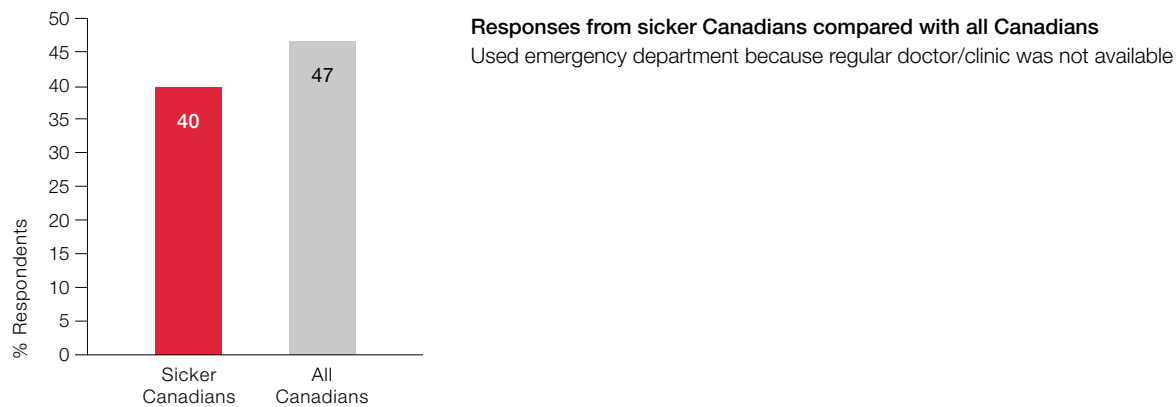 Responses from sicker Canadians compared with all Canadians
Used emergency department because regular doctor/clinic was not available
% Respondents
50
45
40
35
30
25
20
15
10
5
0
40
47
Sicker
Canadians
All
Canadians